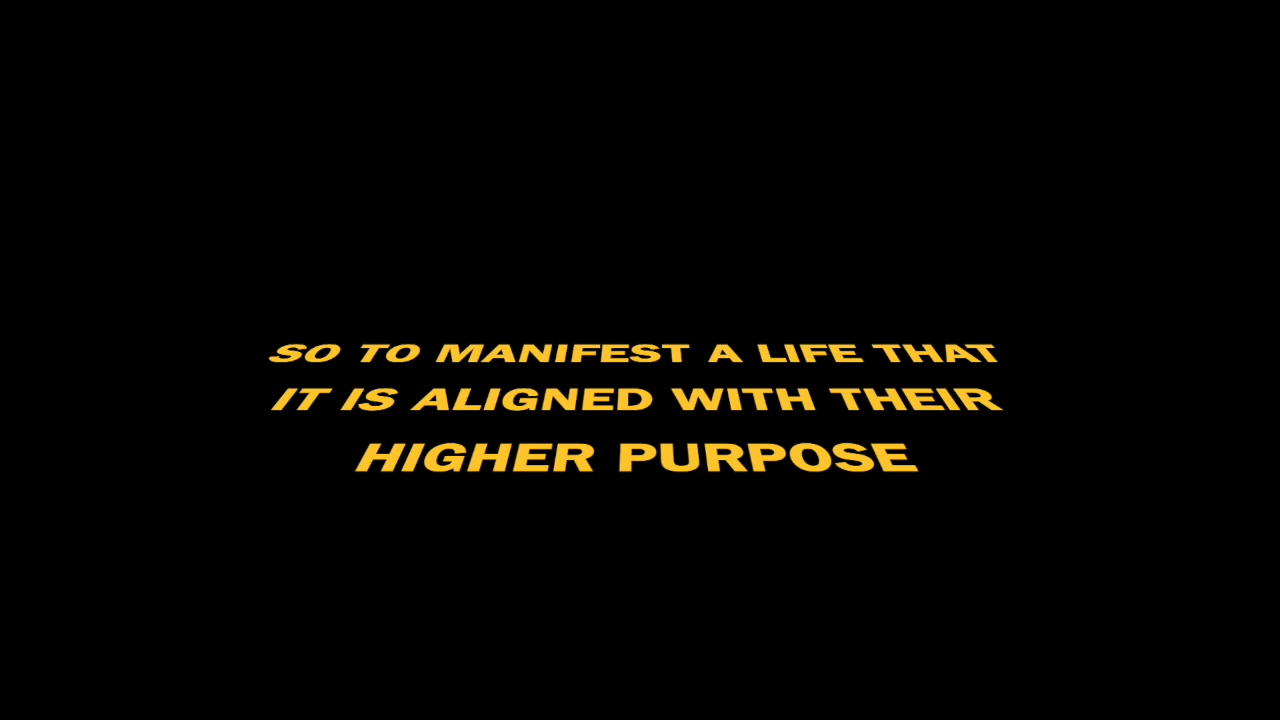 SO TO MANIFEST A LIFE THAT
IT IS ALIGNED WITH THEIR
HIGHER PURPOSE